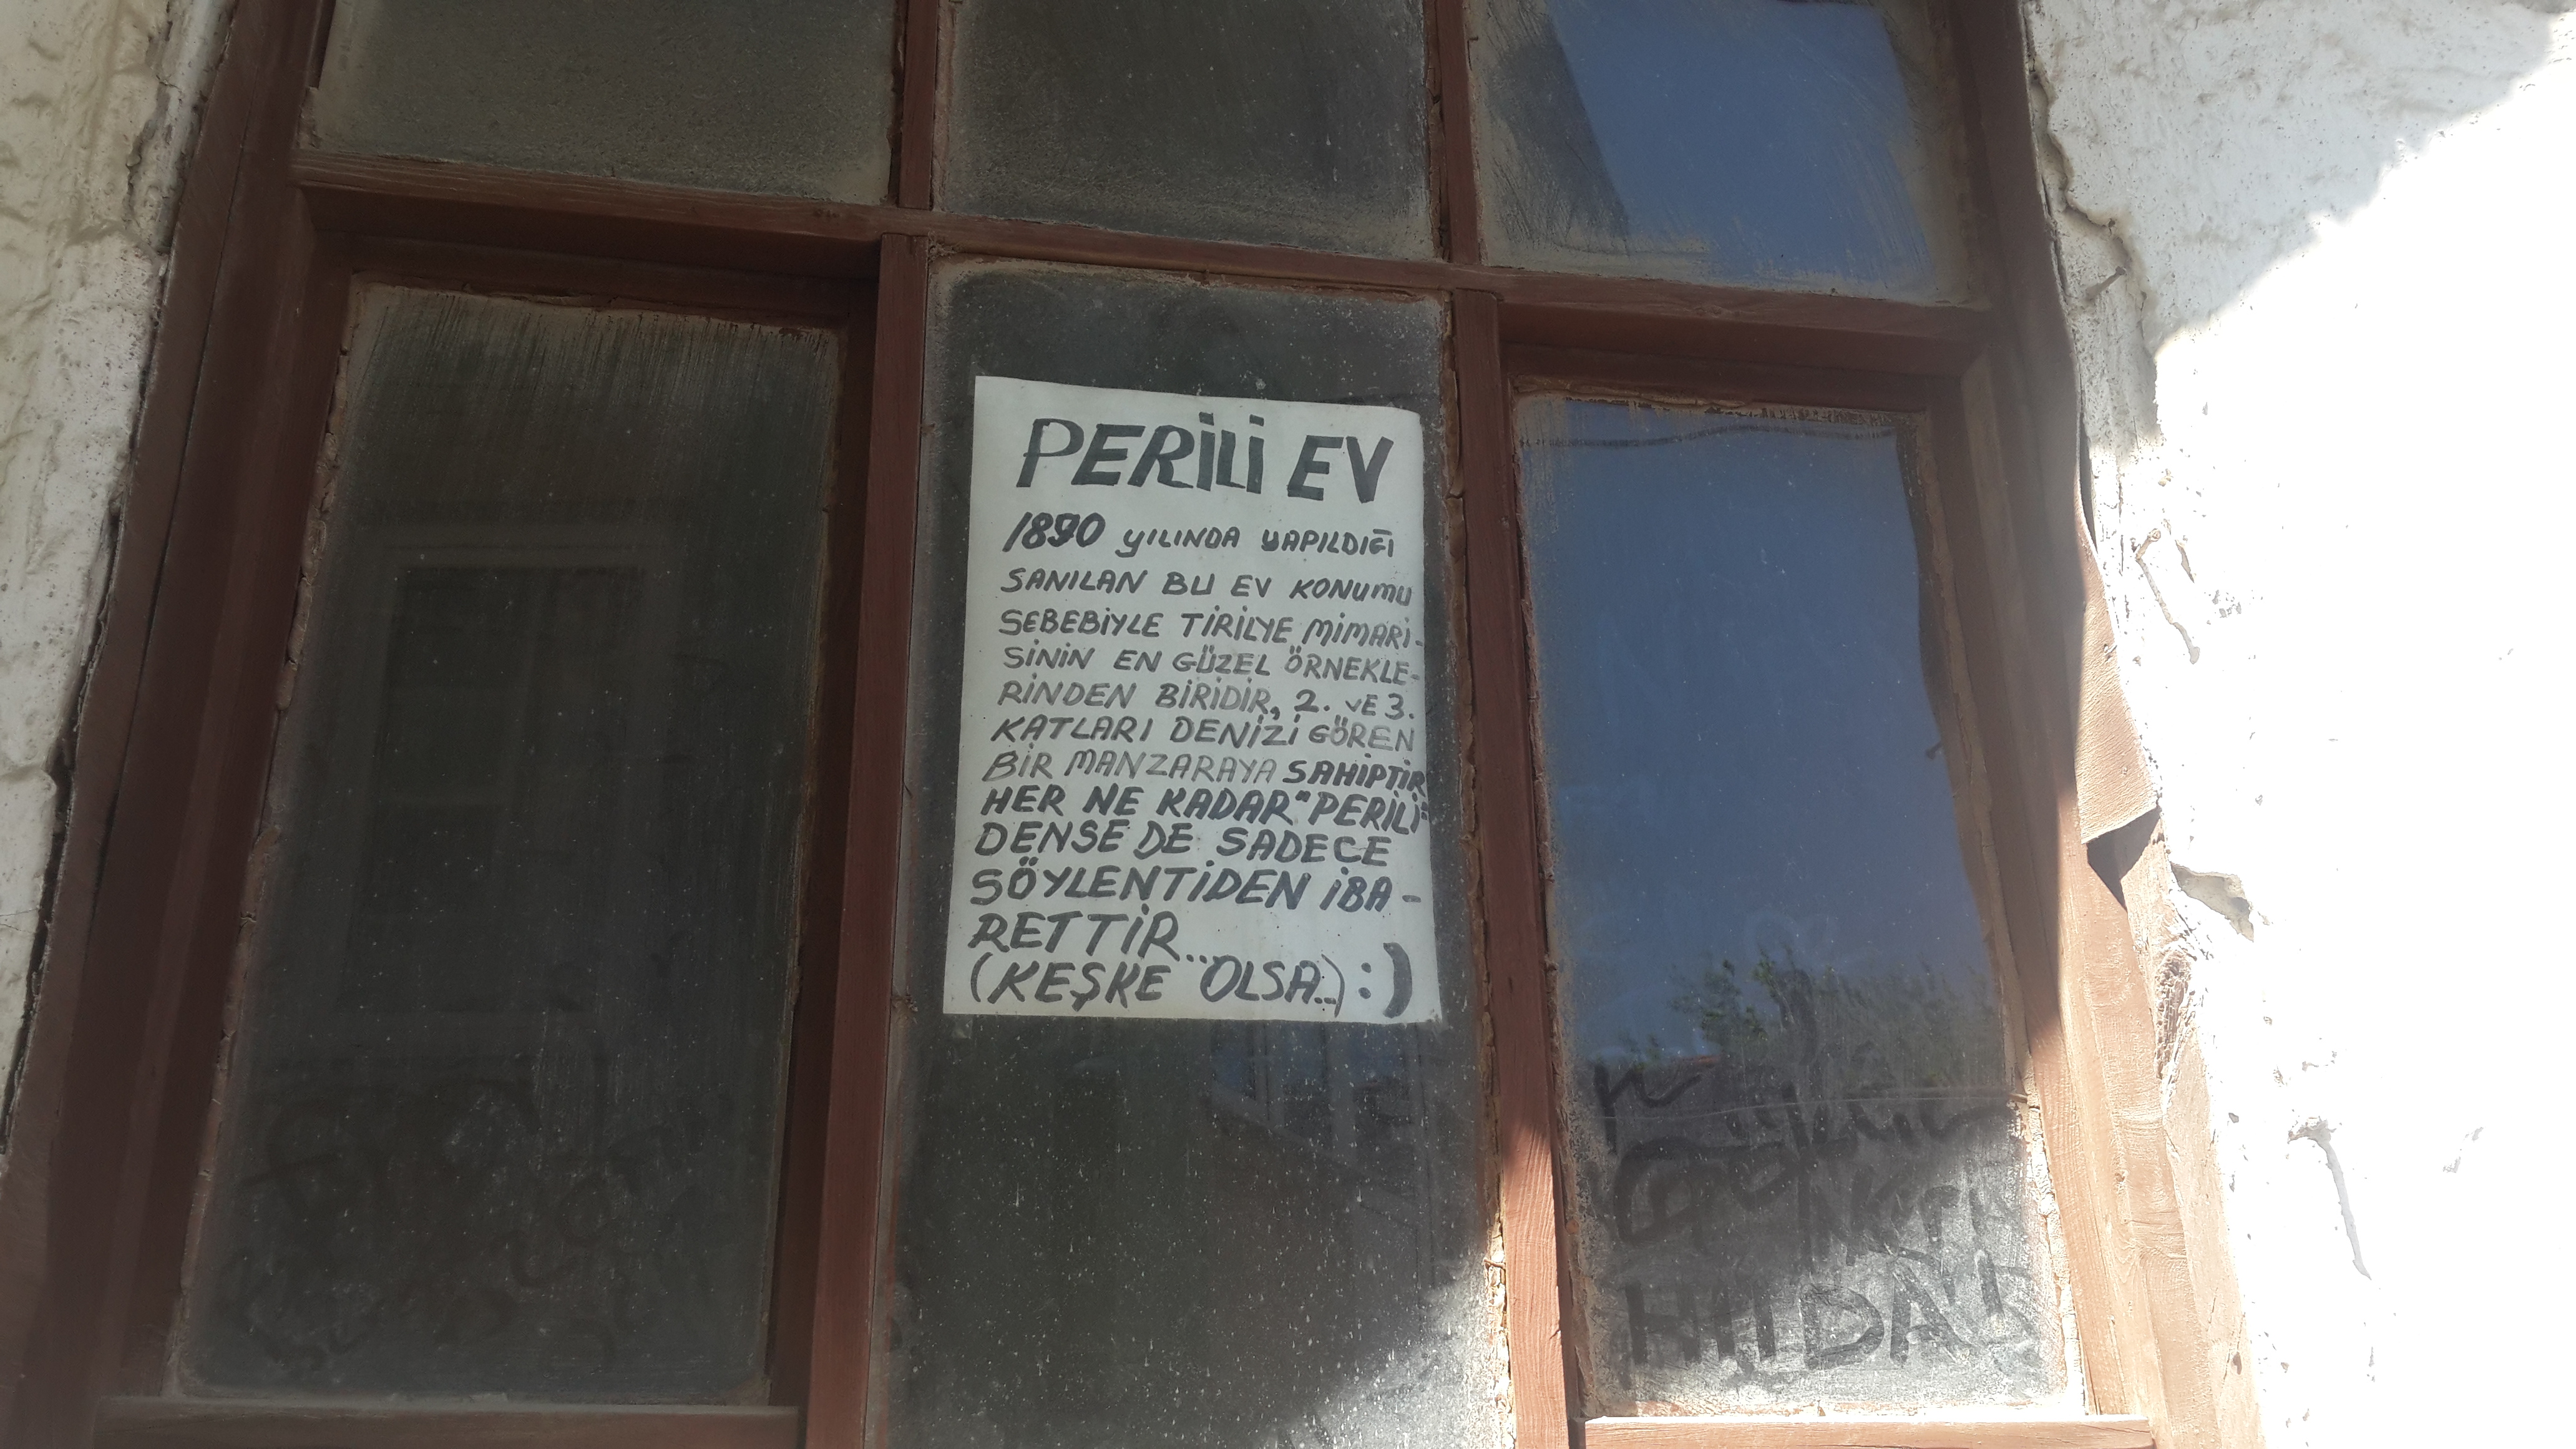 PERİLİ EV
1890 YILINDA YAPILDIĞI
SANILAN BU EV KONUMU
SEBEBİYLE TİRİLYE MİMARİ-
SİNİN EN GÜZEL ÖRNEKLE-
RİNDEN BİRİDİR, 2. VE 3.
KATLARI DENİZİ GÖREN
BİR MANZARAYA SAHİPTİR
HER NE KADAR "PERİLİ"
DENSE DE SADECE
SÖYLENTİDEN İBA-
RETTİR...
(KEŞKE OLSA..) :)